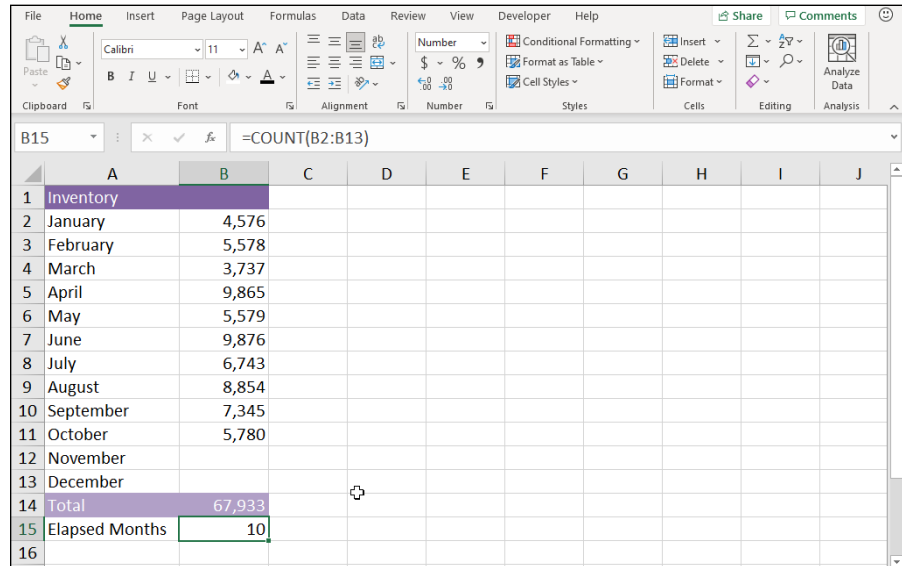 File Home Insert Page Layout Formulas Data Review View Developer Help Share Comments
Paste
Calibri 11 A^ A˅
B I U A
ab
Number
$ % 9
.00 .00
Conditional Formatting
Format as Table
Cell Styles
Insert
Delete
Format
Analyze
Data
Clipboard Font Alignment Number Styles Cells Editing Analysis
B15 fx =COUNT(B2:B13)
A B C D E F G H I J
1 Inventory
2 January 4,576
3 February 5,578
4 March 3,737
5 April 9,865
6 May 5,579
7 June 9,876
8 July 6,743
9 August 8,854
10 September 7,345
11 October 5,780
12 November
13 December
14 Total 67,933
15 Elapsed Months 10
16